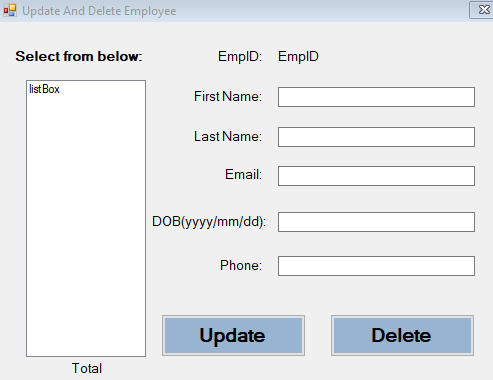 Update And Delete Employee
Select from below:
listBox
Total
EmpID: EmpID
First Name:
Last Name:
Email:
DOB(yyyy/mm/dd):
Phone:
Update Delete